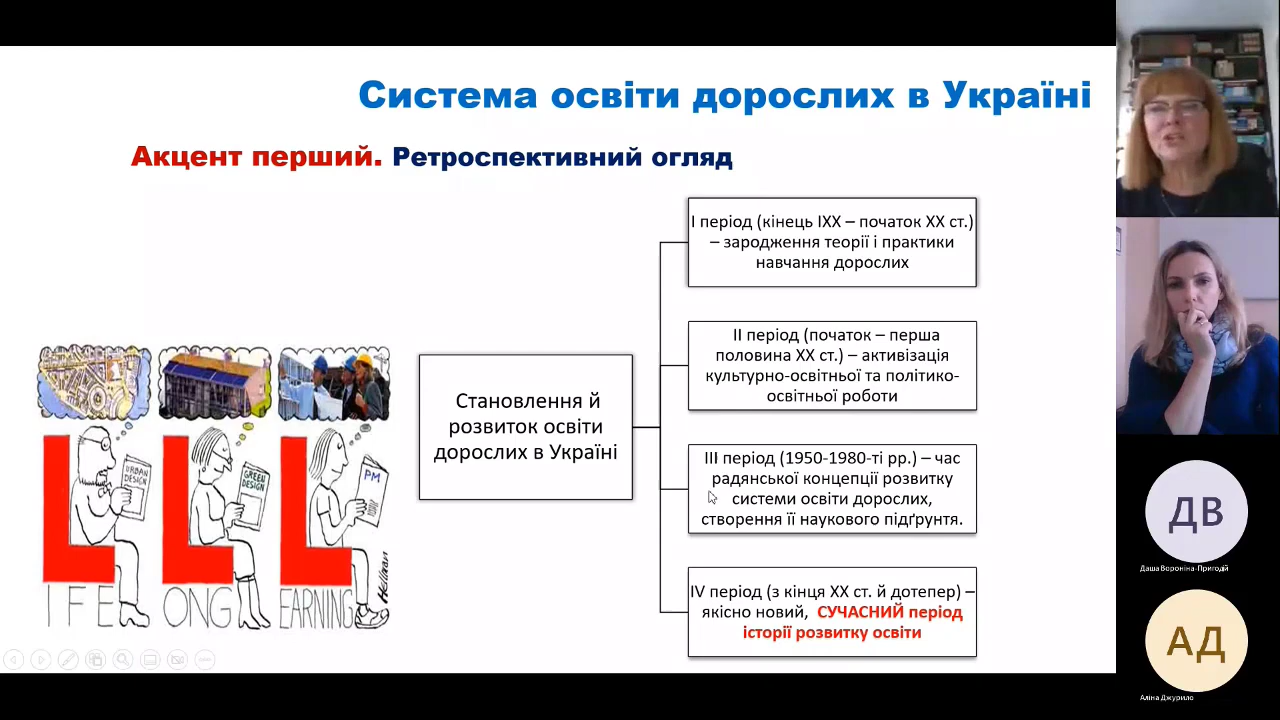 Система освіти дорослих в Україні
Акцент перший. Ретроспективний огляд
І період (кінець ІХХ – початок ХХ ст.)
– зародження теорії і практики
навчання дорослих
ІІ період (початок – перша
половина ХХ ст.) – активізація
культурно-освітньої та політико-
освітньої роботи
Становлення й
розвиток освіти
дорослих в Україні
ІІІ період (1950-1980-ті рр.) – час
радянської концепції розвитку
системи освіти дорослих,
створення її наукового підґрунтя.
IV період (з кінця ХХ ст. й дотепер) –
якісно новий, СУЧАСНИЙ період
історії розвитку освіти
URBAN
DESIGN
GREEN
DESIGN
PM
L L L
IFE ONG EARNING
Hellman
ДВ
Даша Вороніна-Пригодій
АД
Аліна Джурило